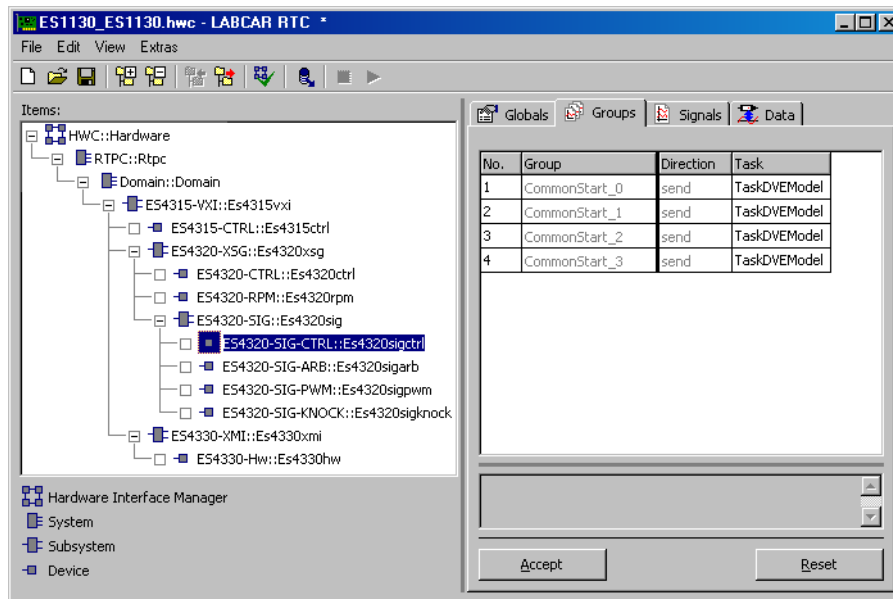 ES1130_ES1130.hwc - LABCAR RTC *
File Edit View Extras
Items:
HWC::Hardware
RTPC::Rtpc
Domain::Domain
ES4315-VXI::Es4315vxi
ES4315-CTRL::Es4315ctrl
ES4320-XSG::Es4320xsg
ES4320-CTRL::Es4320ctrl
ES4320-RPM::Es4320rpm
ES4320-SIG::Es4320sig
ES4320-SIG-CTRL::Es4320sigctrl
ES4320-SIG-ARB::Es4320sigarb
ES4320-SIG-PWM::Es4320sigpwm
ES4320-SIG-KNOCK::Es4320sigknock
ES4330-XMI::Es4330xmi
ES4330-Hw::Es4330hw
Hardware Interface Manager
System
Subsystem
Device
Globals Groups Signals Data
No. Group Direction Task
1 CommonStart_0 send TaskDVEModel
2 CommonStart_1 send TaskDVEModel
3 CommonStart_2 send TaskDVEModel
4 CommonStart_3 send TaskDVEModel
Accept Reset